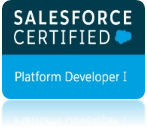 SALESFORCE
CERTIFIED
Platform Developer I